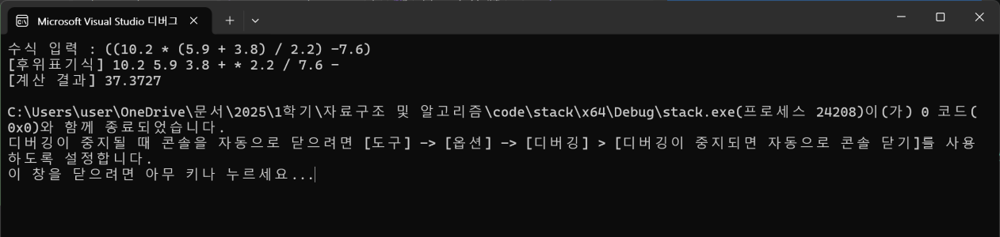 Microsoft Visual Studio 디버그
수식 입력 : ((10.2 * (5.9 + 3.8) / 2.2) -7.6)
[후위표기식] 10.2 5.9 3.8 + * 2.2 / 7.6 -
[계산 결과] 37.3727
C:\Users\user\OneDrive\문서\2025\1학기\자료구조 및 알고리즘\code\stack\x64\Debug\stack.exe(프로세스 24208)이(가) 0 코드(
0x0)와 함께 종료되었습니다.
디버깅이 중지될 때 콘솔을 자동으로 닫으려면 [도구] -> [옵션] -> [디버깅] > [디버깅이 중지되면 자동으로 콘솔 닫기]를 사용
하도록 설정합니다.
이 창을 닫으려면 아무 키나 누르세요...